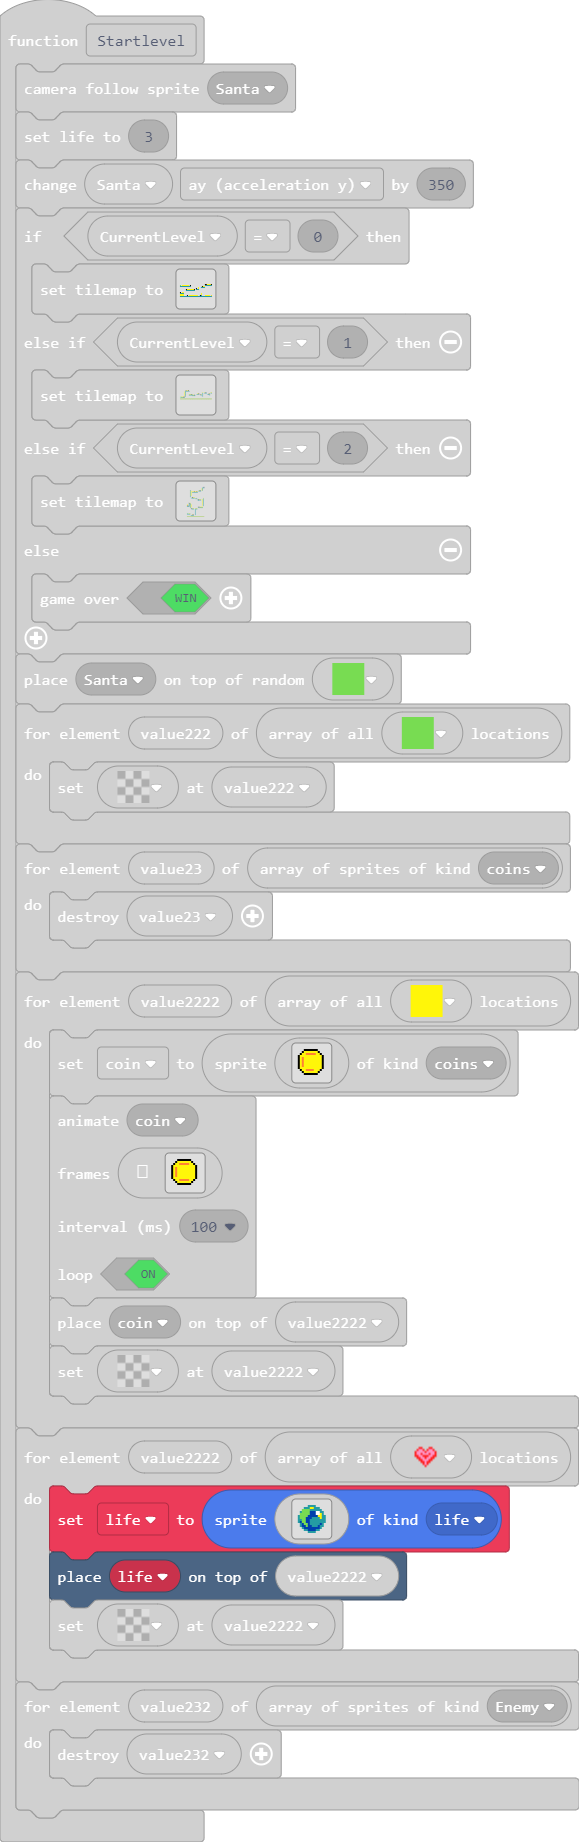 function Startlevel
camera follow sprite Santa
set life to 3
change Santa ay (acceleration y) by 350
if CurrentLevel = 0 then
set tilemap to
else if CurrentLevel = 1 then
set tilemap to
else if CurrentLevel = 2 then
set tilemap to
else
game over WIN
place Santa on top of random
for element value222 of array of all locations
do set at value222
for element value23 of array of sprites of kind coins
do destroy value23
for element value2222 of array of all locations
do set coin to sprite of kind coins
animate coin
frames
interval (ms) 100
loop ON
place coin on top of value2222
set at value2222
for element value2222 of array of all locations
do set life to sprite of kind life
place life on top of value2222
set at value2222
for element value232 of array of sprites of kind Enemy
do destroy value232